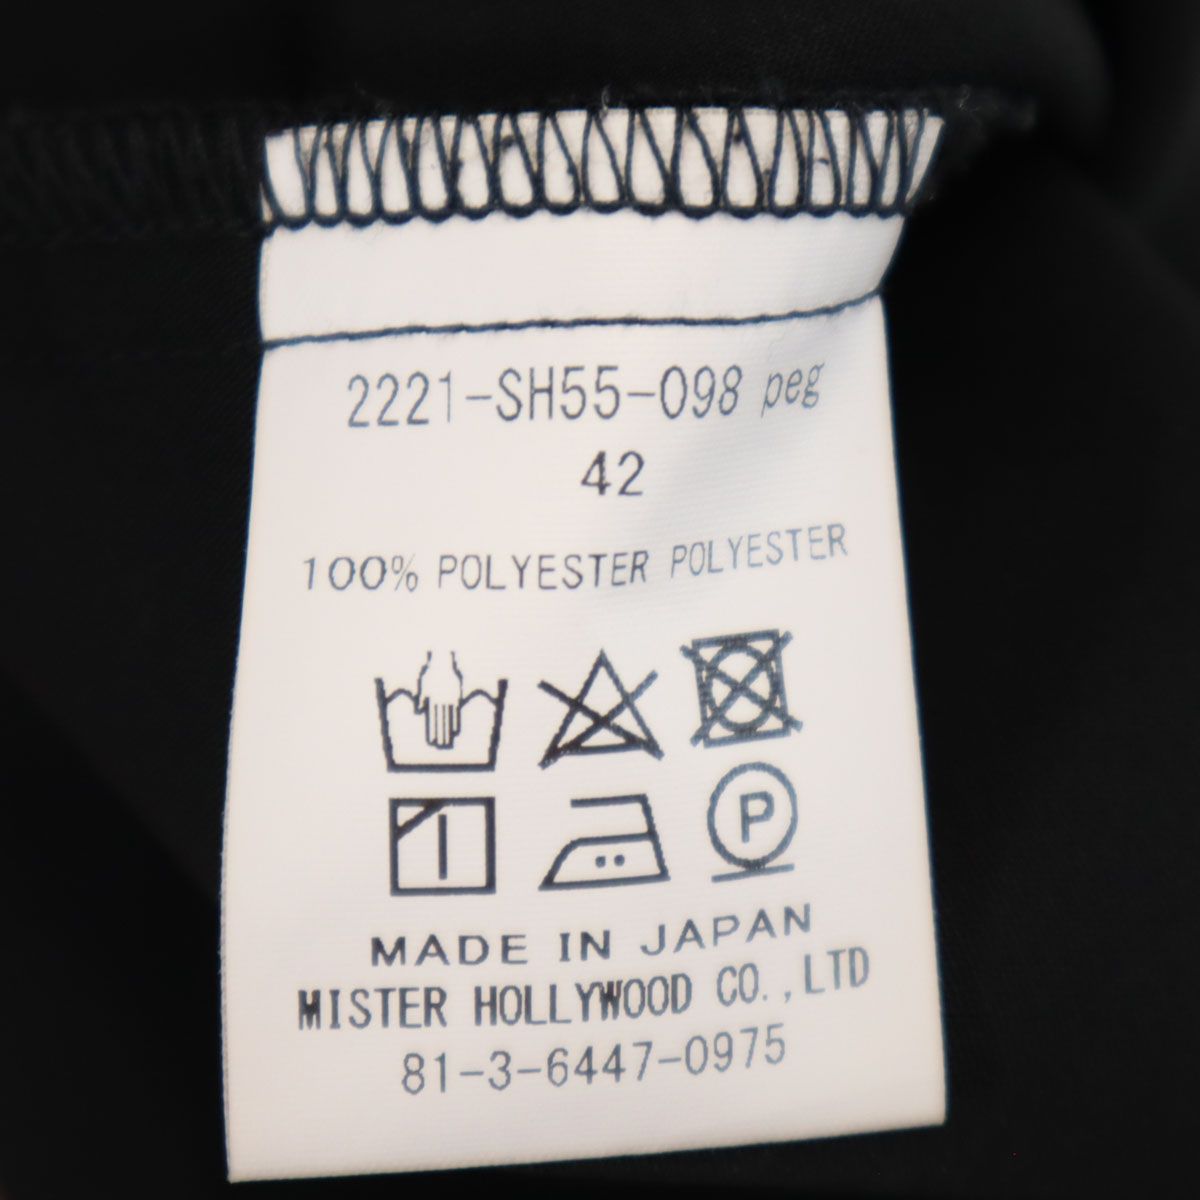 2221-SH55-098 peg
42
100% POLYESTER POLYESTER
P
MADE IN JAPAN
MISTER HOLLYWOOD CO.,LTD
81-3-6447-0975